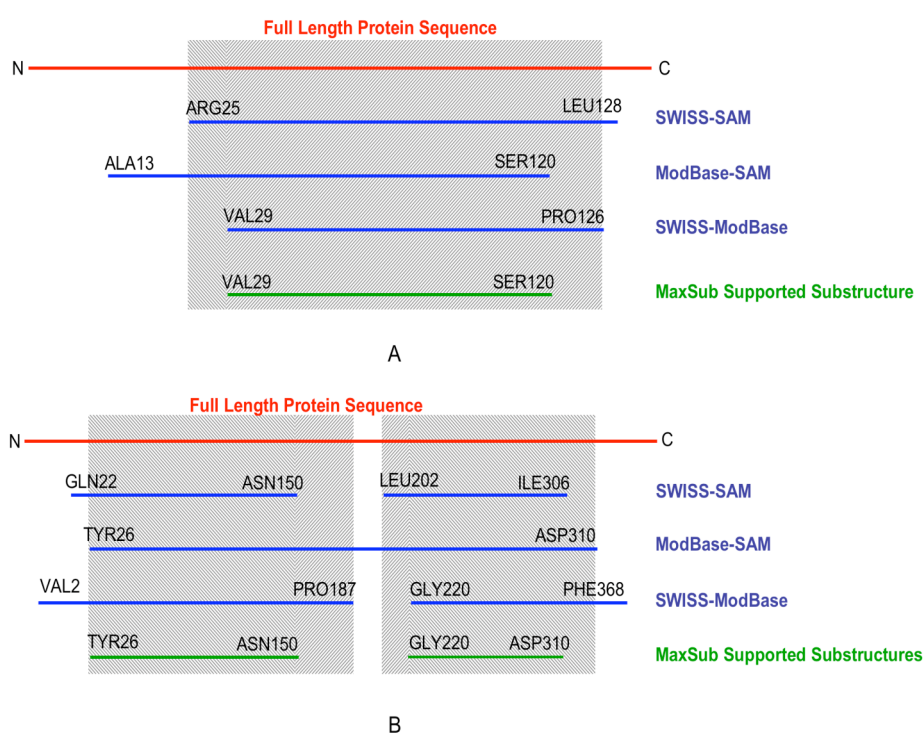 Full Length Protein Sequence
N C
ARG25 LEU128 SWISS-SAM
ALA13 SER120 ModBase-SAM
VAL29 PRO126 SWISS-ModBase
VAL29 SER120 MaxSub Supported Substructure
A
Full Length Protein Sequence
N C
GLN22 ASN150 LEU202 ILE306 SWISS-SAM
TYR26 ASP310 ModBase-SAM
VAL2 PRO187 GLY220 PHE368 SWISS-ModBase
TYR26 ASN150 GLY220 ASP310 MaxSub Supported Substructures
B